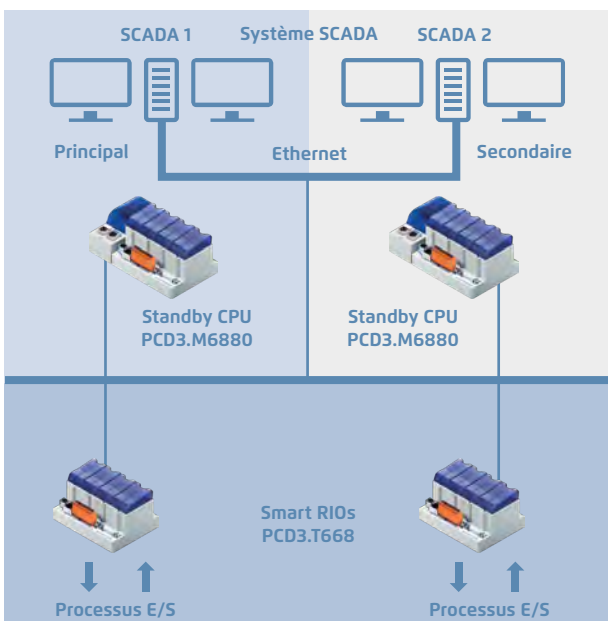 SCADA 1
Système SCADA
SCADA 2
Principal
Ethernet
Secondaire
Standby CPU
PCD3.M6880
Standby CPU
PCD3.M6880
Smart RIOs
PCD3.T668
Processus E/S
Processus E/S